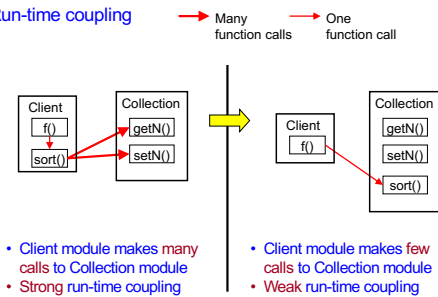 Run-time coupling
Many
function calls
One
function call
Client
f()
sort()
Collection
getN()
setN()
Client
f()
Collection
getN()
setN()
sort()
• Client module makes many
calls to Collection module
• Strong run-time coupling
• Client module makes few
calls to Collection module
• Weak run-time coupling